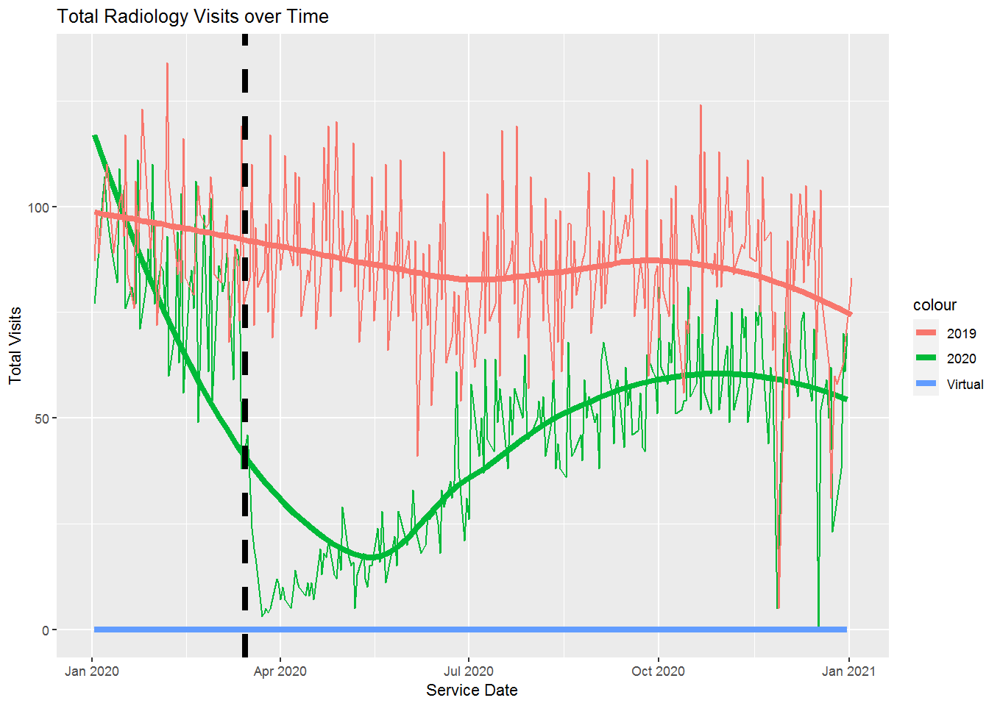 Total Radiology Visits over Time
Total Visits
100
50
0
Jan 2020
Apr 2020
Jul 2020
Oct 2020
Jan 2021
Service Date
colour
2019
2020
Virtual